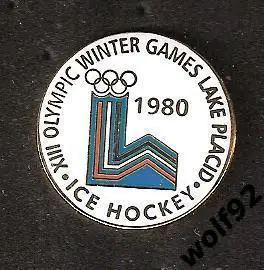 XIII OLYMPIC WINTER GAMES LAKE PLACID
1980
• ICE HOCKEY •
wolf92